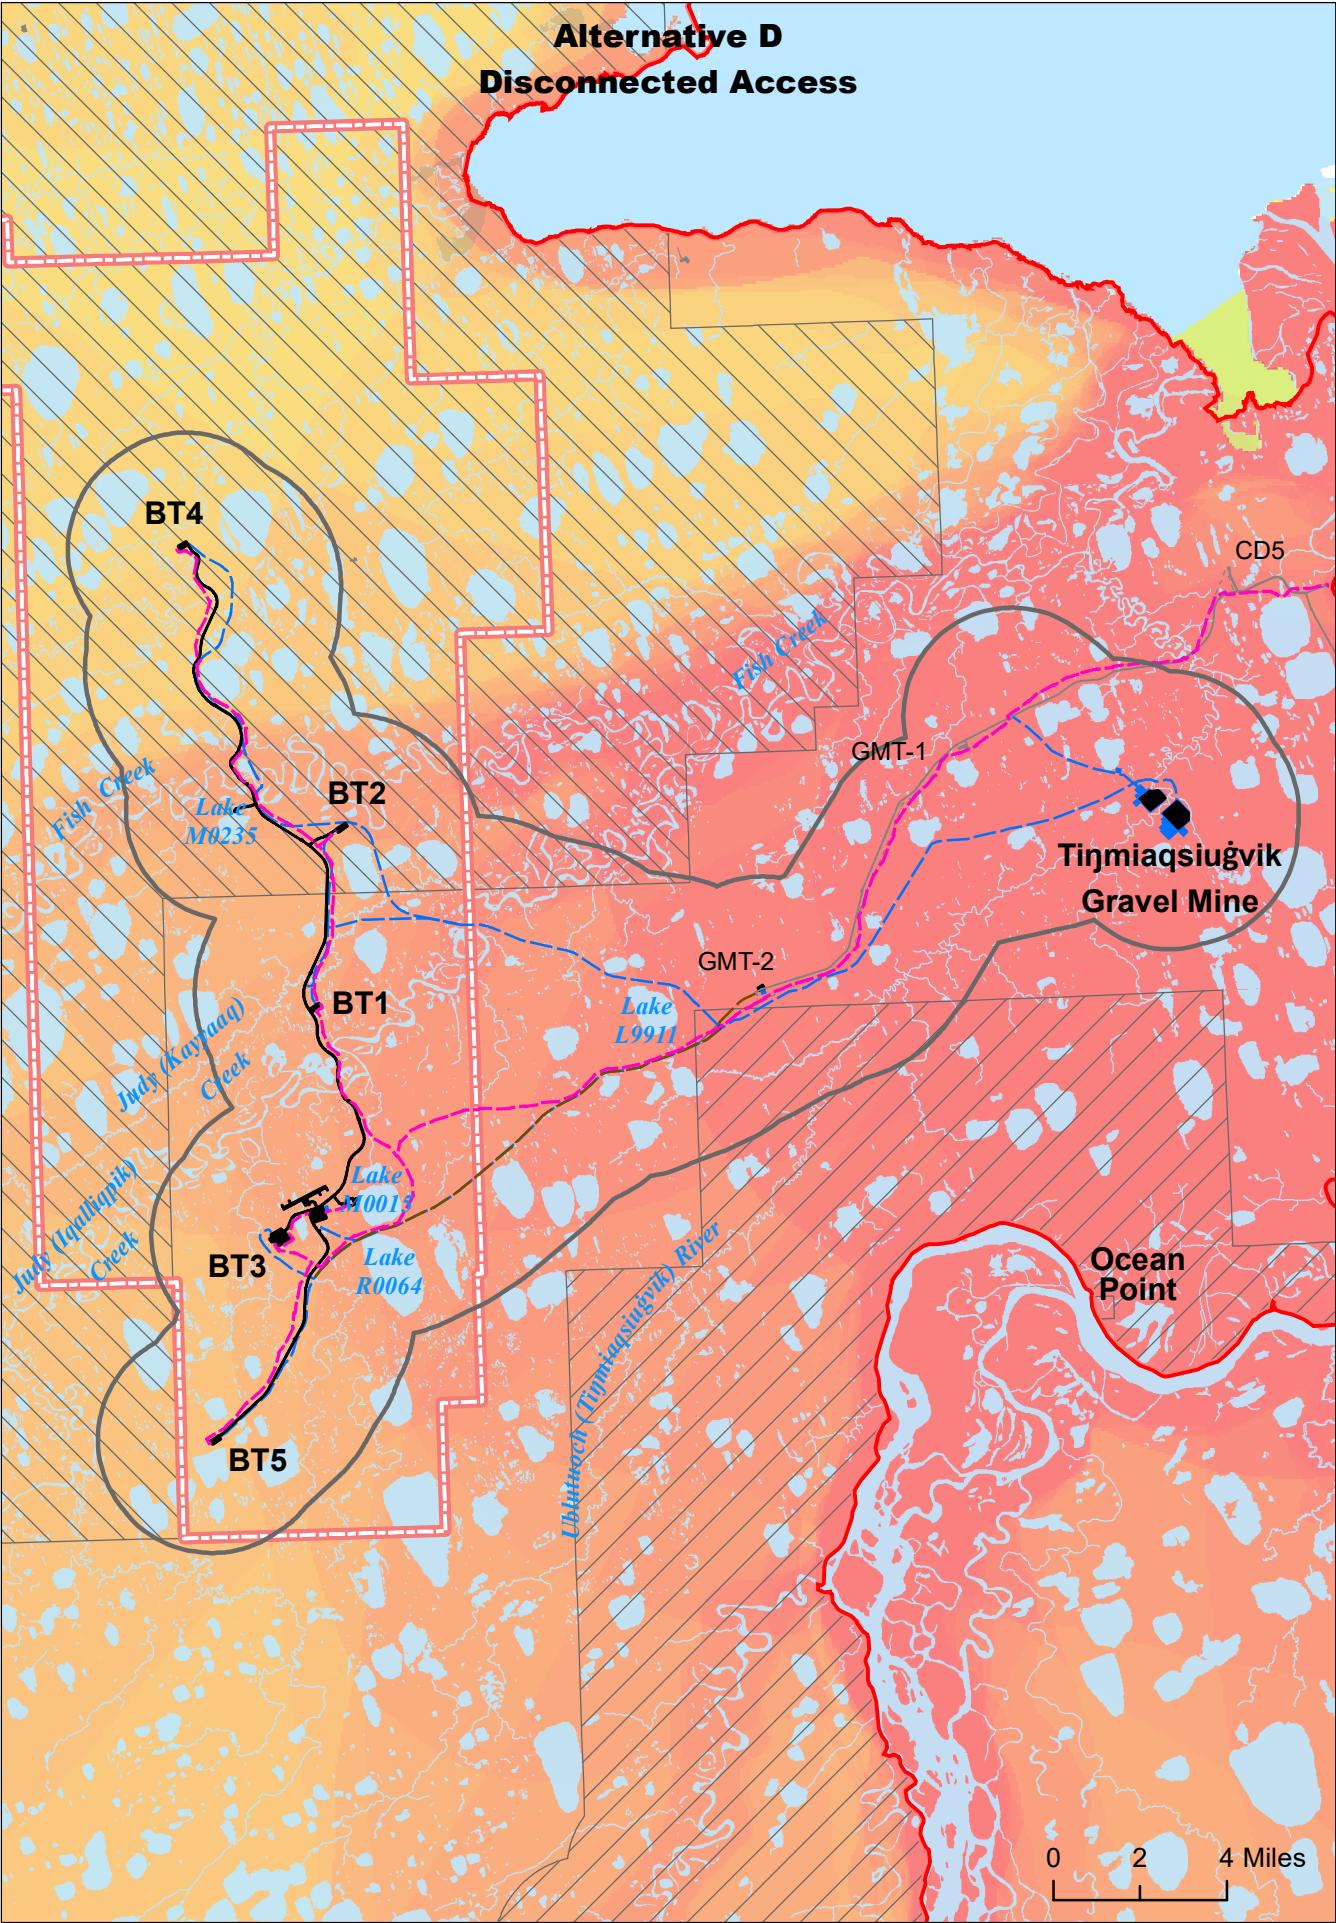 Alternative D
Disconnected Access
BT4
CD5
Fish Creek
GMT-1
Fish Creek
BT2
Lake
M0235
Tiŋmiaqsiuġvik
Gravel Mine
GMT-2
BT1
Lake
L9911
Judy (Kayyaaq)
Creek
Lake
M0015
Judy (Iqalliqpik)
Creek
BT3
Lake
R0064
Ublutuoch (Tiŋmiaqsiuġvik) River
Ocean
Point
BT5
0 2 4 Miles